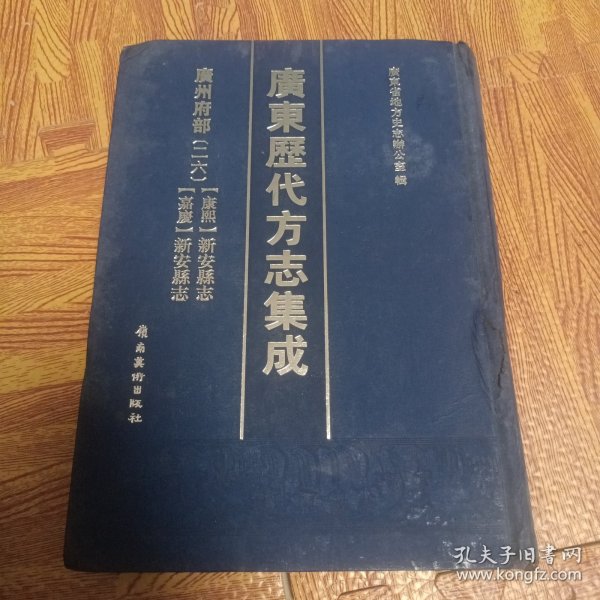 廣東省地方史志辦公室 輯
廣東歷代方志集成
廣州府部(二六)
【康熙】新安縣志
【嘉慶】新安縣志
嶺南美術出版社
孔夫子旧书网
www.kongfz.com